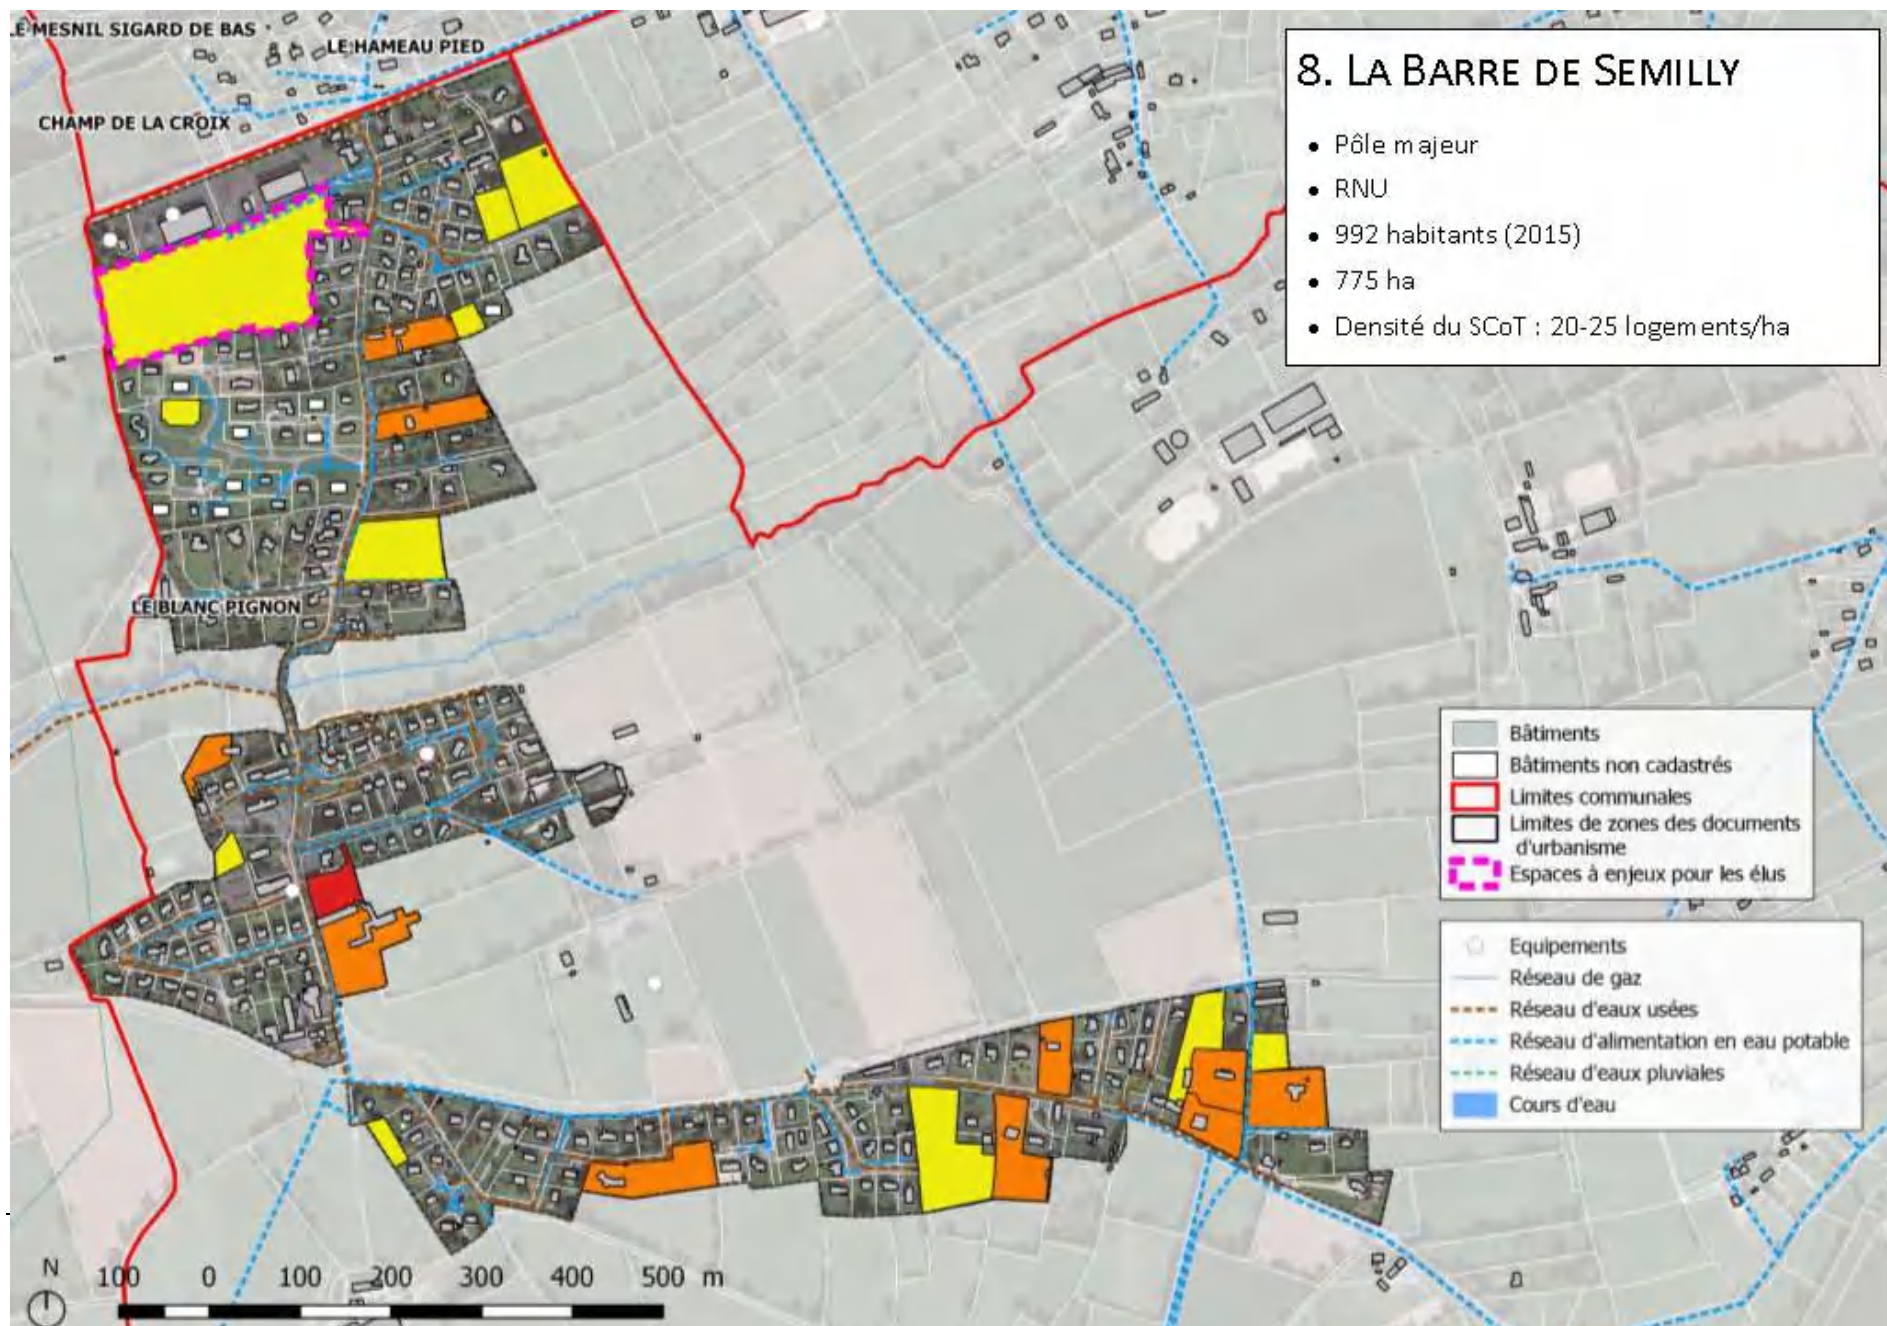 LE MESNIL SIGARD DE BAS
LE HAMEAU PIED
CHAMP DE LA CROIX
8. LA BARRE DE SEMILLY
• Pôle majeur
• RNU
• 992 habitants (2015)
• 775 ha
• Densité du SCoT : 20-25 logements/ha
LE BLANC PIGNON
Bâtiments
Bâtiments non cadastrés
Limites communales
Limites de zones des documents
d'urbanisme
Espaces à enjeux pour les élus
Equipements
Réseau de gaz
Réseau d'eaux usées
Réseau d'alimentation en eau potable
Réseau d'eaux pluviales
Cours d'eau
N
100 0 100 200 300 400 500 m